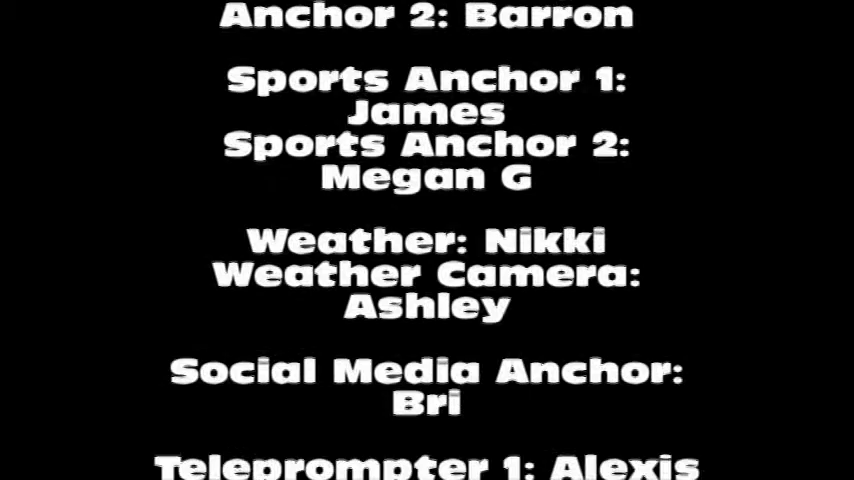 Anchor 2: Barron
Sports Anchor 1:
James
Sports Anchor 2:
Megan G
Weather: Nikki
Weather Camera:
Ashley
Social Media Anchor:
Bri
Teleprompter 1: Alexis